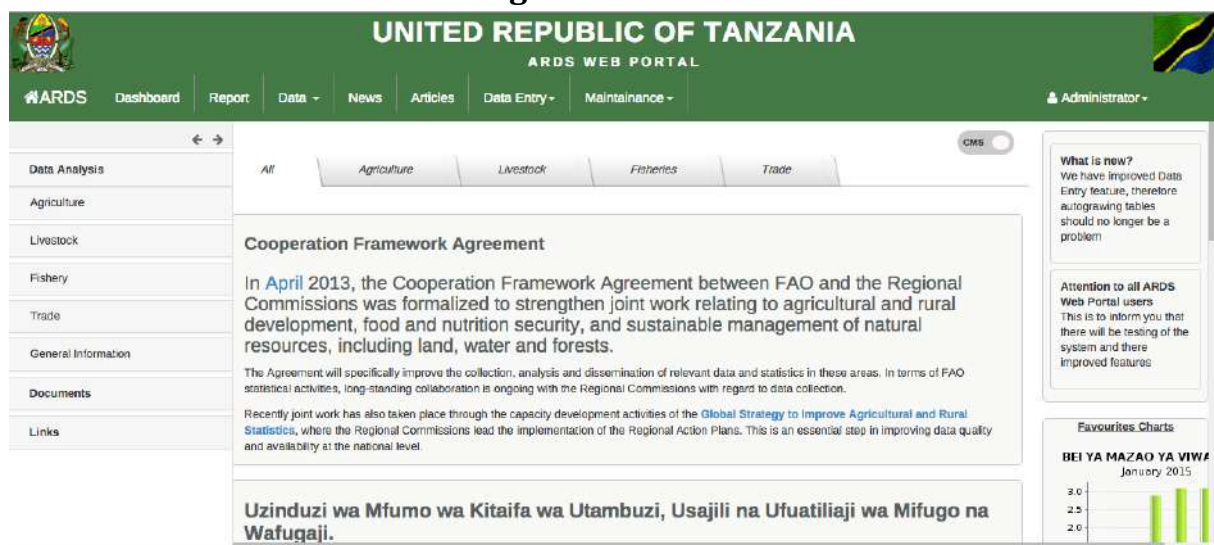 UNITED REPUBLIC OF TANZANIA
ARDS WEB PORTAL
ARDS Dashboard Report Data News Articles Data Entry Maintainance Administrator
Data Analysis
Agriculture
Livestock
Fishery
Trade
General Information
Documents
Links
CMS
All Agriculture Livestock Fisheries Trade
Cooperation Framework Agreement
In April 2013, the Cooperation Framework Agreement between FAO and the Regional
Commissions was formalized to strengthen joint work relating to agricultural and rural
development, food and nutrition security, and sustainable management of natural
resources, including land, water and forests.
The Agreement will specifically improve the collection, analysis and dissemination of relevant data and statistics in these areas. In terms of FAO
statistical activities, long-standing collaboration is ongoing with the Regional Commissions with regard to data collection.
Recently joint work has also taken place through the capacity development activities of the Global Strategy to Improve Agricultural and Rural
Statistics, where the Regional Commissions lead the implementation of the Regional Action Plans. This is an essential step in improving data quality
and availability at the national level.
Uzinduzi wa Mfumo wa Kitaifa wa Utambuzi, Usajili na Ufuatiliaji wa Mifugo na
Wafugaji.
What is new?
We have improved Data
Entry feature, therefore
autograwing tables
should no longer be a
problem
Attention to all ARDS
Web Portal users
This is to inform you that
there will be testing of the
system and there
improved features
Favourites Charts
BEI YA MAZAO YA VIWA
January 2015
3.0
2.5
2.0